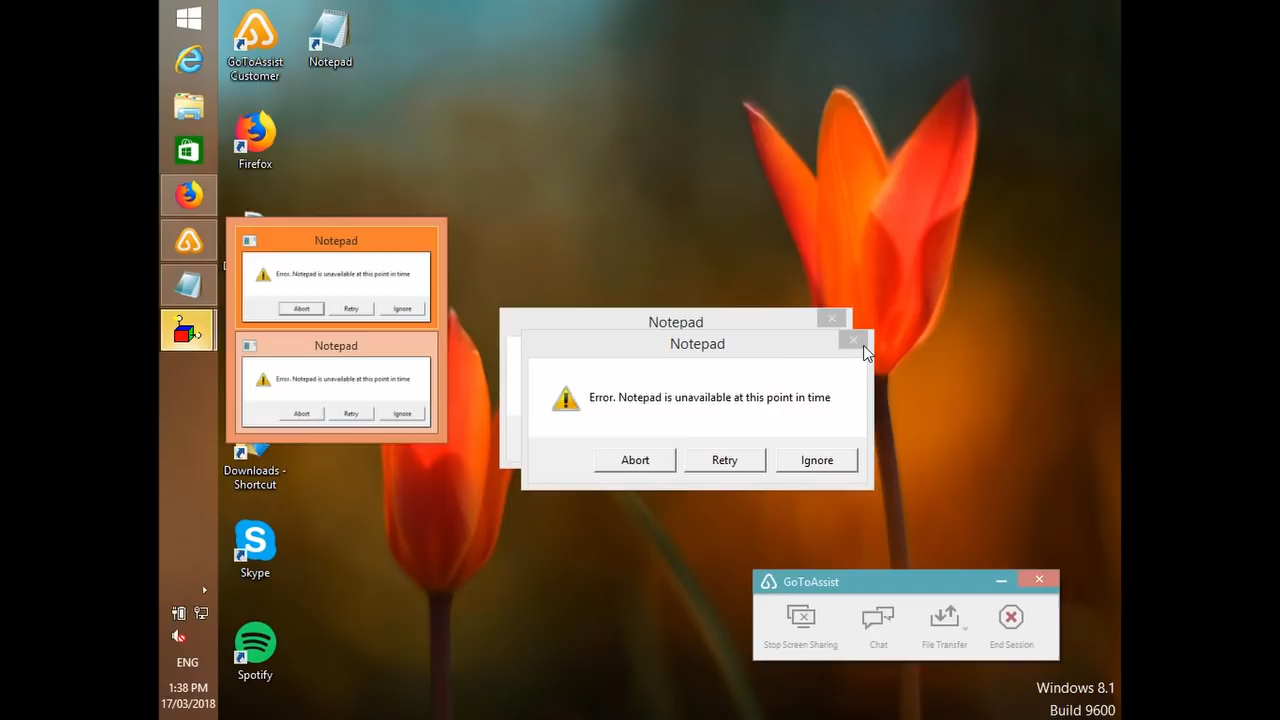 GoToAssist
Customer
Notepad
Firefox
Notepad
Error. Notepad is unavailable at this point in time
Abort
Retry
Ignore
Notepad
Error. Notepad is unavailable at this point in time
Abort
Retry
Ignore
Notepad
Notepad
Error. Notepad is unavailable at this point in time
Abort
Retry
Ignore
Downloads -
Shortcut
Skype
Spotify
GoToAssist
Stop Screen Sharing
Chat
File Transfer
End Session
ENG
1:38 PM
17/03/2018
Windows 8.1
Build 9600